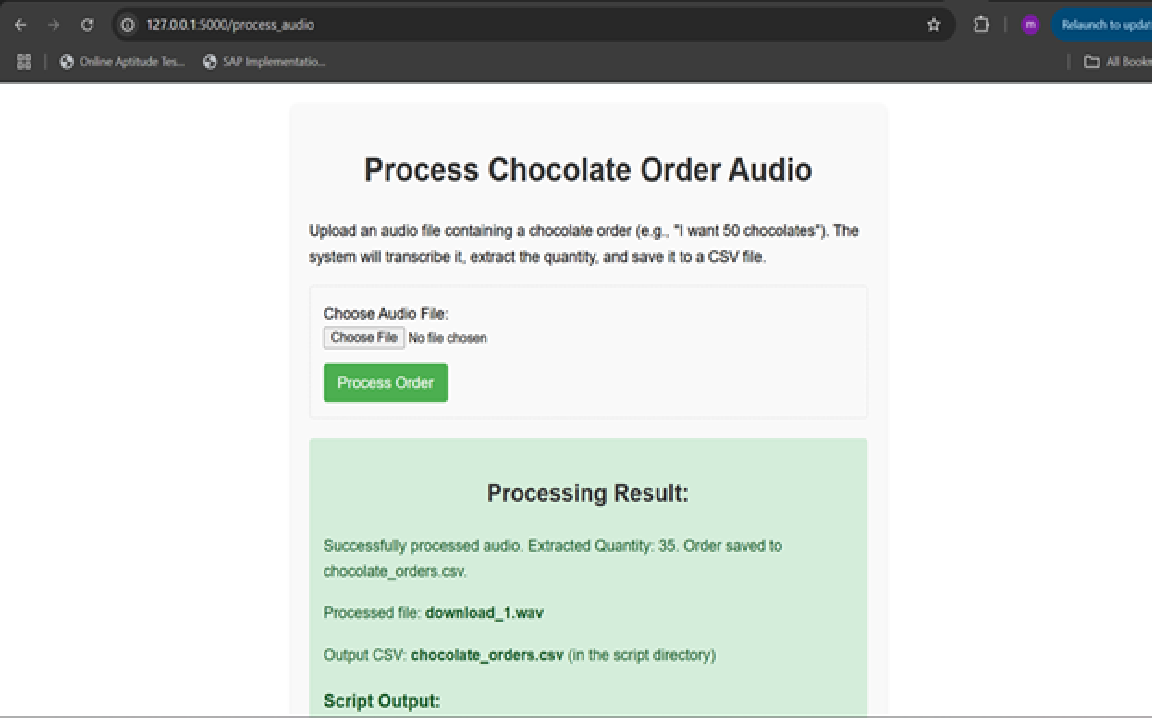 127.0.0.1:5000/process_audio
m
Relaunch to updat
Online Aptitude Tes...
SAP Implementatio...
All Bookm
Process Chocolate Order Audio
Upload an audio file containing a chocolate order (e.g., "I want 50 chocolates"). The
system will transcribe it, extract the quantity, and save it to a CSV file.
Choose Audio File:
Choose File No file chosen
Process Order
Processing Result:
Successfully processed audio. Extracted Quantity: 35. Order saved to
chocolate_orders.csv.
Processed file: download_1.wav
Output CSV: chocolate_orders.csv (in the script directory)
Script Output: